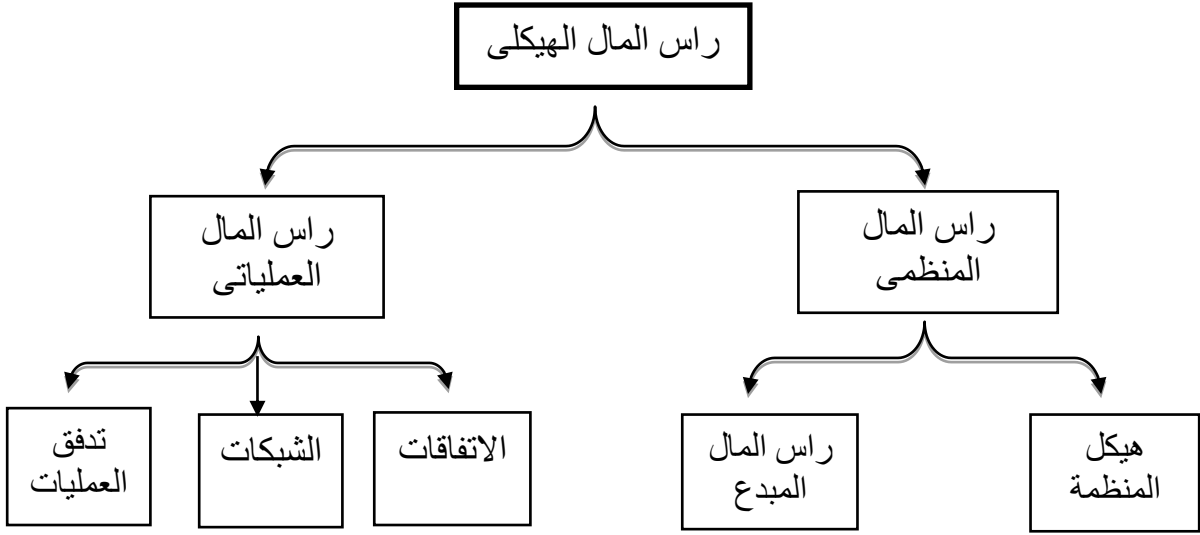 راس المال الهيكلى
راس المال
المنظمى
راس المال
العملياتى
هيكل
المنظمة
راس المال
المبدع
الاتفاقات
الشبكات
تدفق
العمليات